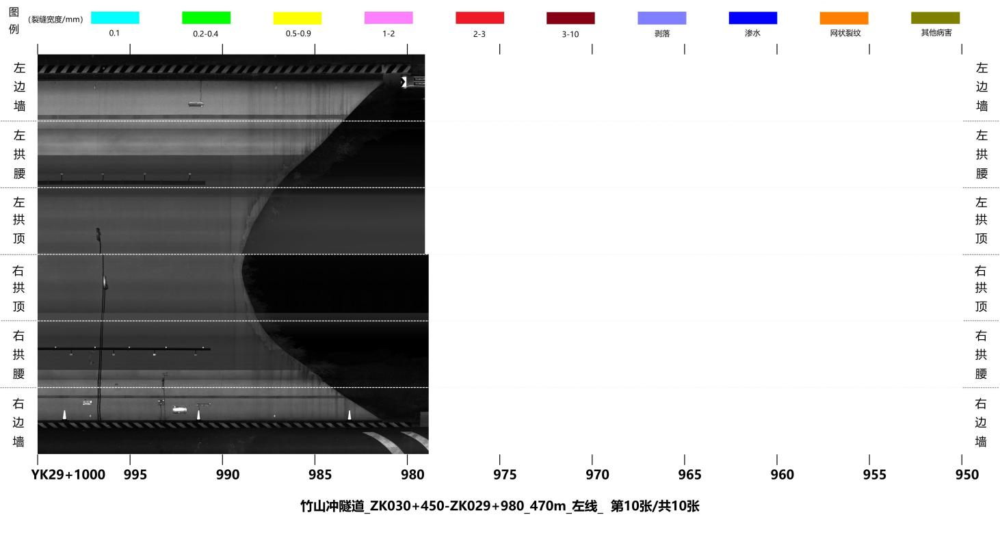 图例 (裂缝宽度/mm) 0.1 0.2-0.4 0.5-0.9 1-2 2-3 3-10 剥落 渗水 网状裂纹 其他病害
左边墙 左边墙
左拱腰 左拱腰
左拱顶 左拱顶
右拱顶 右拱顶
右拱腰 右拱腰
右边墙 右边墙
YK29+1000 995 990 985 980 975 970 965 960 955 950
竹山冲隧道_ZK030+450-ZK029+980_470m_左线_ 第10张/共10张